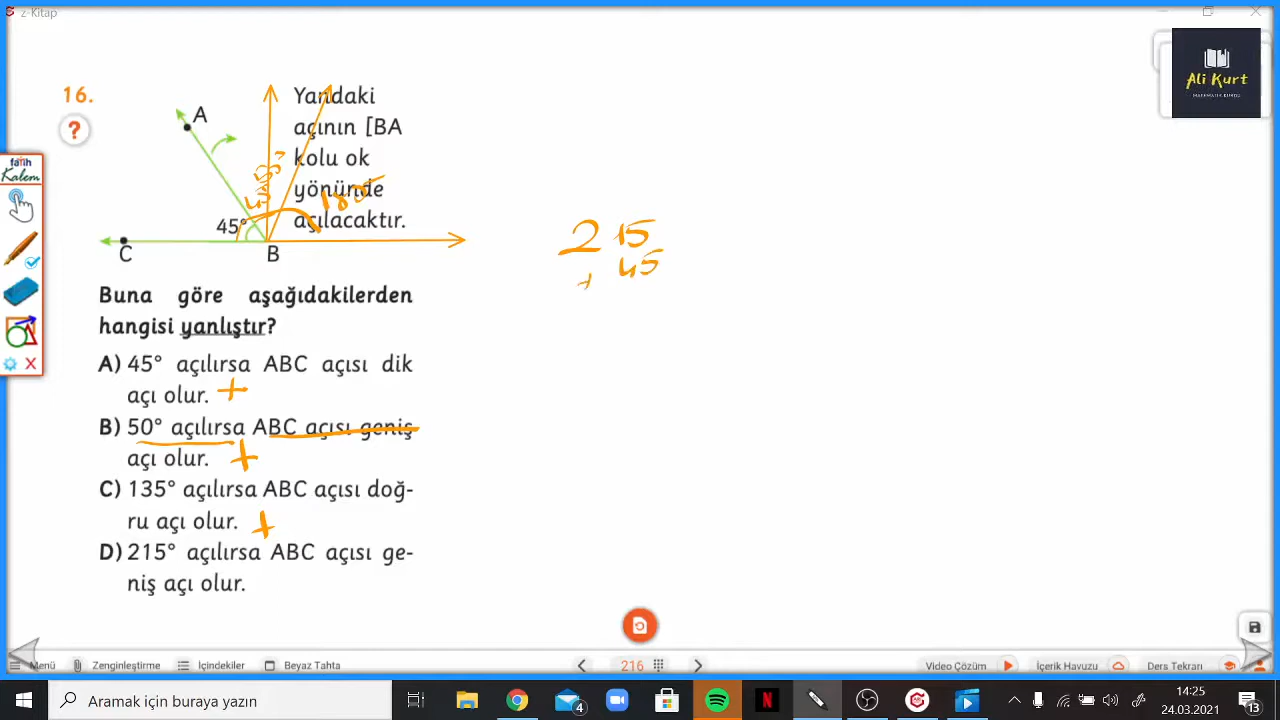 z-Kitap
Ali Kurt
MATEMATİK KURDU
16.
?
Yandaki
açının [BA
kolu ok
yönünde
açılacaktır.
A
45°
C
B
180°
215
+ 45
fatih
Kalem
Buna göre aşağıdakilerden
hangisi yanlıştır?
A) 45° açılırsa ABC açısı dik
açı olur. +
B) 50° açılırsa ABC açısı geniş
açı olur. +
C) 135° açılırsa ABC açısı doğ-
ru açı olur. +
D) 215° açılırsa ABC açısı ge-
niş açı olur.
Menü Zenginleştirme İçindekiler Beyaz Tahta 216 Video Çözüm İçerik Havuzu Ders Tekrarı
Aramak için buraya yazın
4
14:25
24.03.2021
13